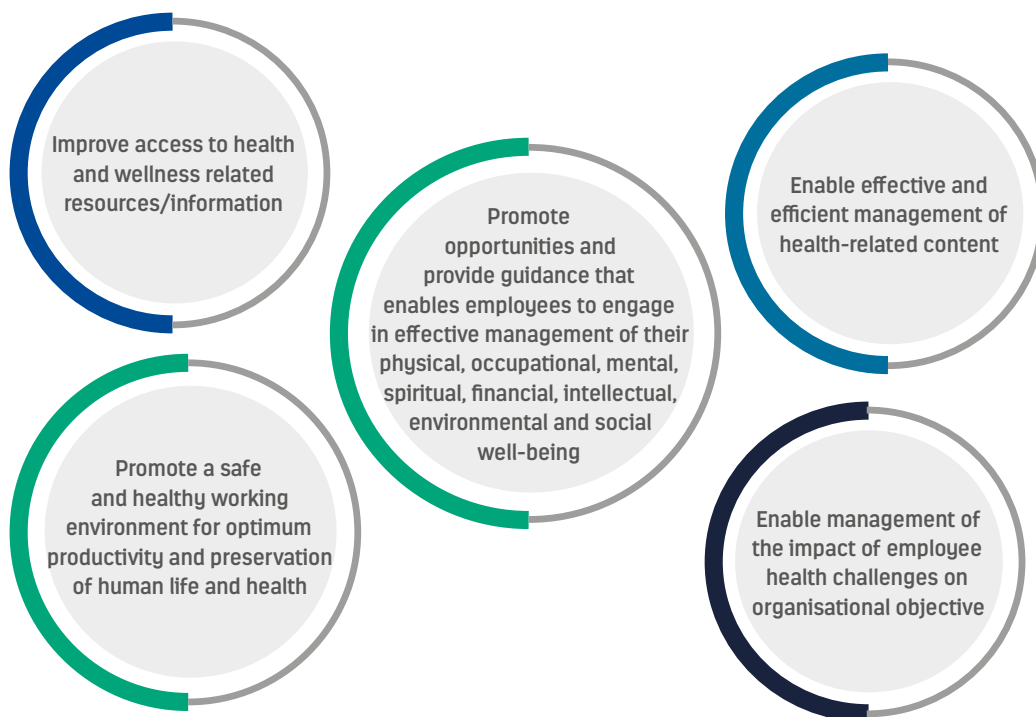 Improve access to health
and wellness related
resources/information
Promote a safe
and healthy working
environment for optimum
productivity and preservation
of human life and health
Promote
opportunities and
provide guidance that
enables employees to engage
in effective management of their
physical, occupational, mental,
spiritual, financial, intellectual,
environmental and social
well-being
Enable effective and
efficient management of
health-related content
Enable management of
the impact of employee
health challenges on
organisational objective